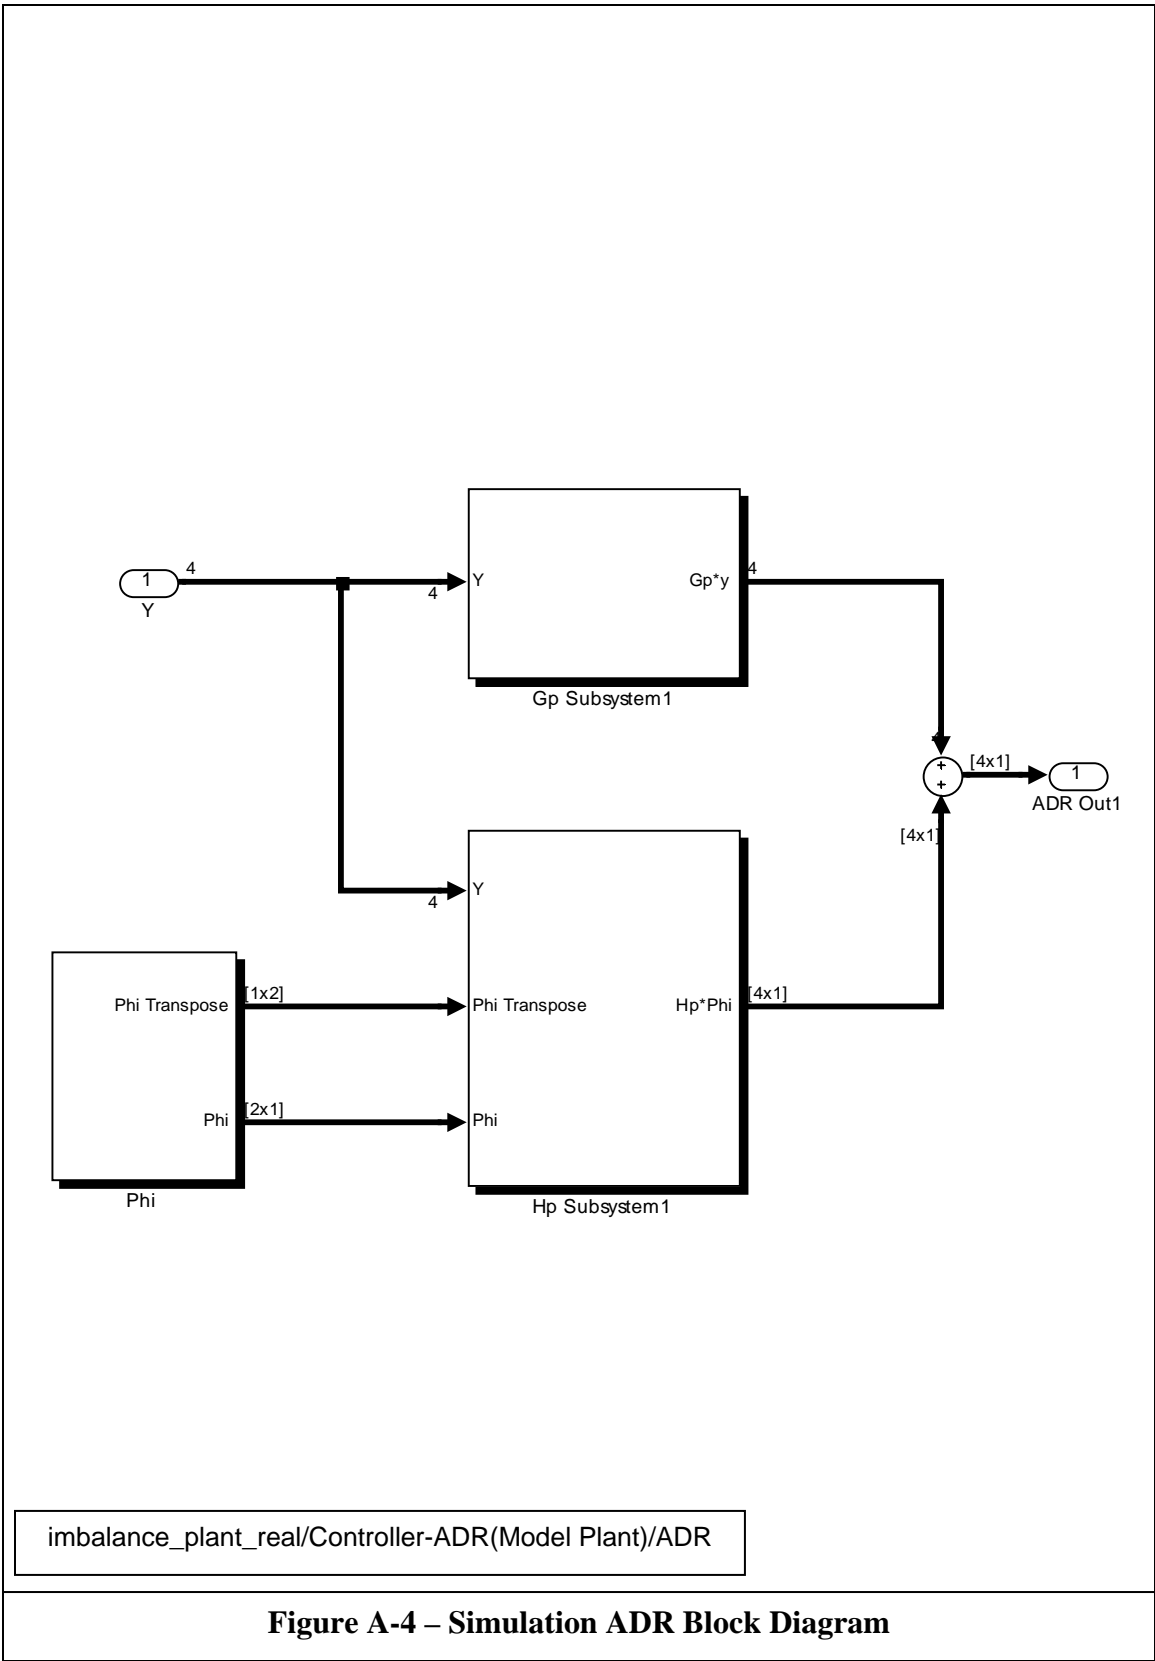 4
1
Y
4
Y
Gp*y
4
Gp Subsystem1
4
+
+
[4x1]
1
ADR Out1
[4x1]
Y
4
Phi Transpose
[1x2]
Phi Transpose
Hp*Phi
[4x1]
Phi
[2x1]
Phi
Phi
Hp Subsystem1
imbalance_plant_real/Controller-ADR(Model Plant)/ADR
Figure A-4 – Simulation ADR Block Diagram